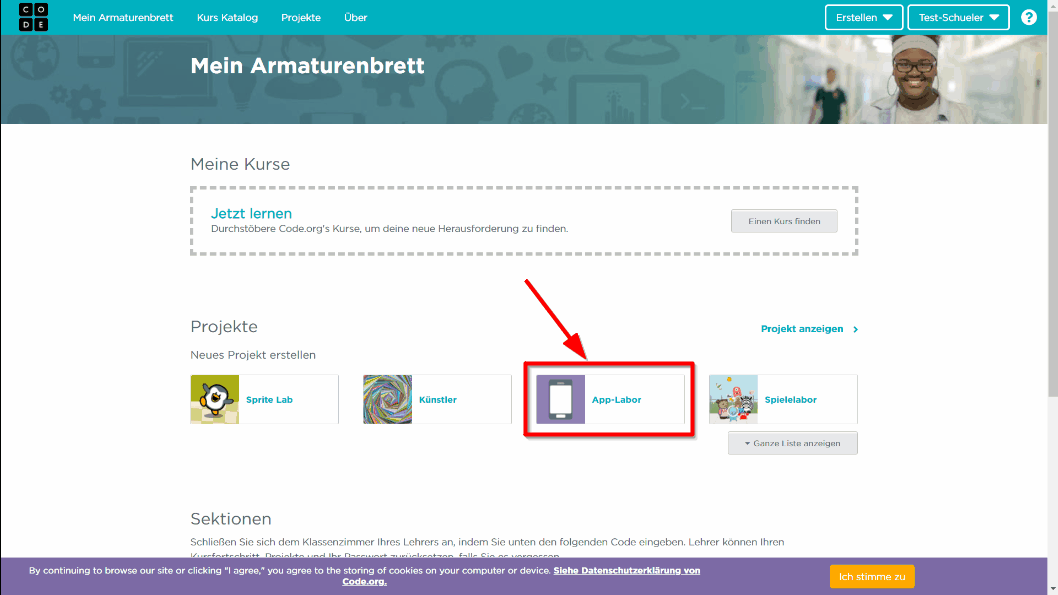 CO
DE
Mein Armaturenbrett
Kurs Katalog
Projekte
Über
Erstellen
Test-Schueler
?
Mein Armaturenbrett
Meine Kurse
Jetzt lernen
Durchstöbere Code.org's Kurse, um deine neue Herausforderung zu finden.
Einen Kurs finden
Projekte
Projekt anzeigen
Neues Projekt erstellen
Sprite Lab
Künstler
App-Labor
Spielelabor
Ganze Liste anzeigen
Sektionen
Schließen Sie sich dem Klassenzimmer Ihres Lehrers an, indem Sie unten den folgenden Code eingeben. Lehrer können Ihren
Kursfortschritt, Projekte und Ihr Passwort zurücksetzen, falls Sie es vergessen.
By continuing to browse our site or clicking "I agree," you agree to the storing of cookies on your computer or device. Siehe Datenschutzerklärung von
Code.org.
Ich stimme zu